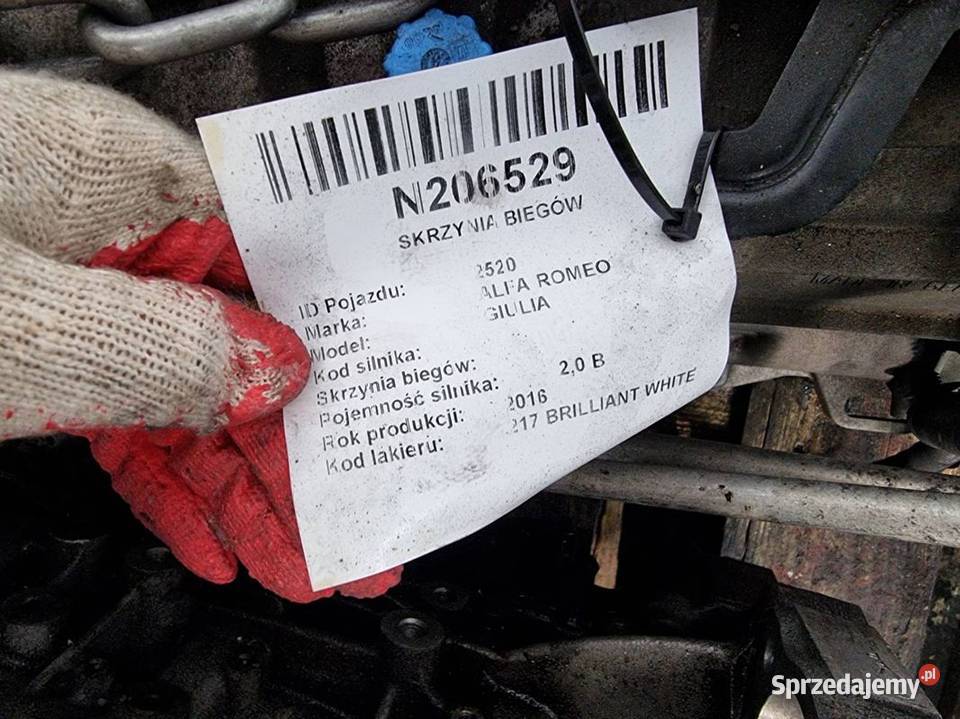 N206529
SKRZYNIA BIEGÓW
ID Pojazdu: 2520
Marka: ALFA ROMEO
Model: GIULIA
Kod silnika:
Skrzynia biegów:
Pojemność silnika: 2,0 B
Rok produkcji: 2016
Kod lakieru: 217 BRILLIANT WHITE
Sprzedajemy.pl